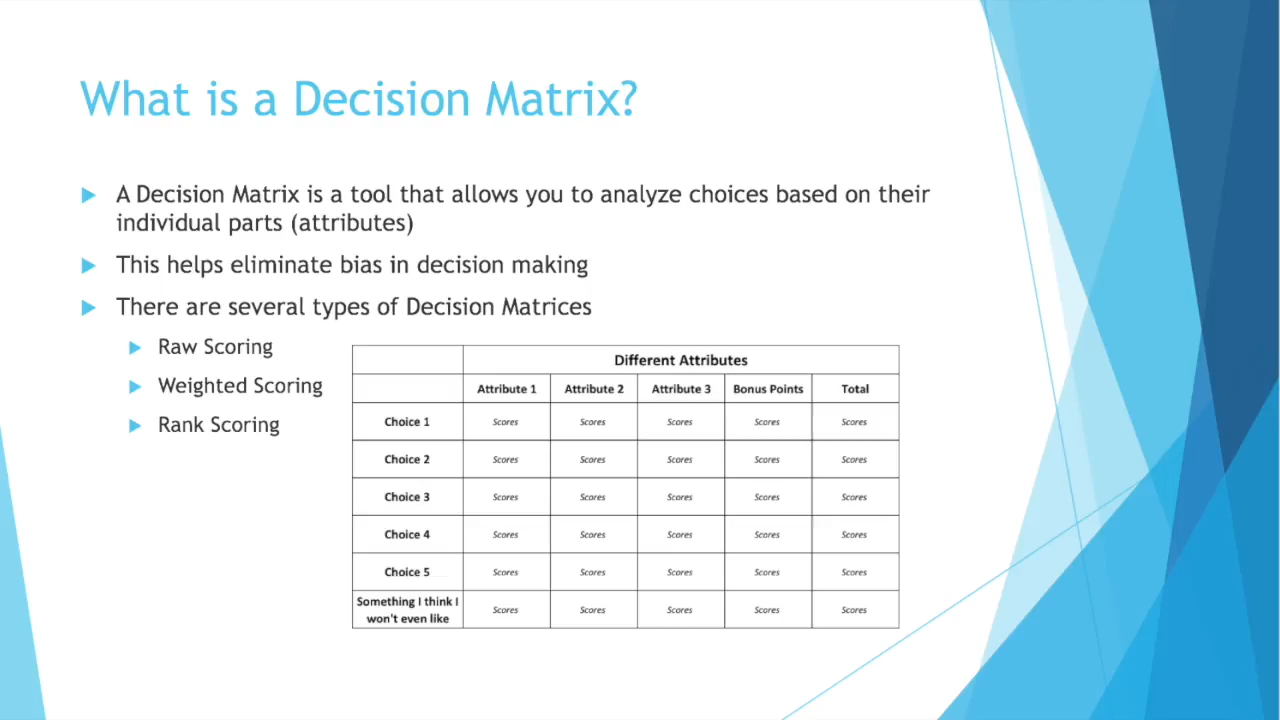 What is a Decision Matrix?
A Decision Matrix is a tool that allows you to analyze choices based on their
individual parts (attributes)
This helps eliminate bias in decision making
There are several types of Decision Matrices
Raw Scoring
Weighted Scoring
Rank Scoring
Different Attributes
Attribute 1 Attribute 2 Attribute 3 Bonus Points Total
Choice 1 Scores Scores Scores Scores Scores
Choice 2 Scores Scores Scores Scores Scores
Choice 3 Scores Scores Scores Scores Scores
Choice 4 Scores Scores Scores Scores Scores
Choice 5 Scores Scores Scores Scores Scores
Something I think I
won't even like Scores Scores Scores Scores Scores